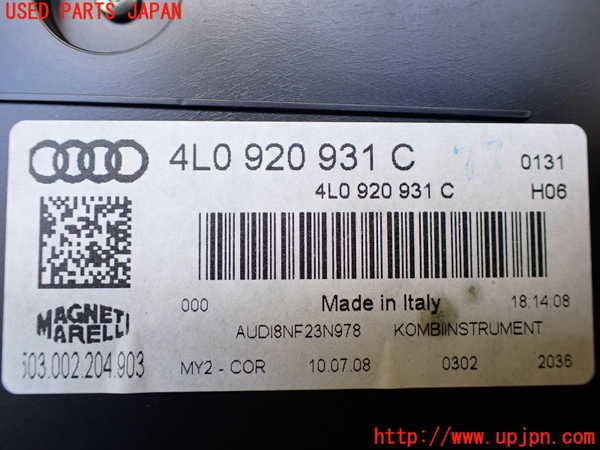 USED PARTS JAPAN
4L0 920 931 C
0131
4L0 920 931 C
H06
000
Made in Italy
18:14:08
MAGNETI MARELLI
AUDI8NF23N978
KOMBIINSTRUMENT
503.002.204.903
MY2 - COR
10.07.08
0302
2036
http://www.upjpn.com/